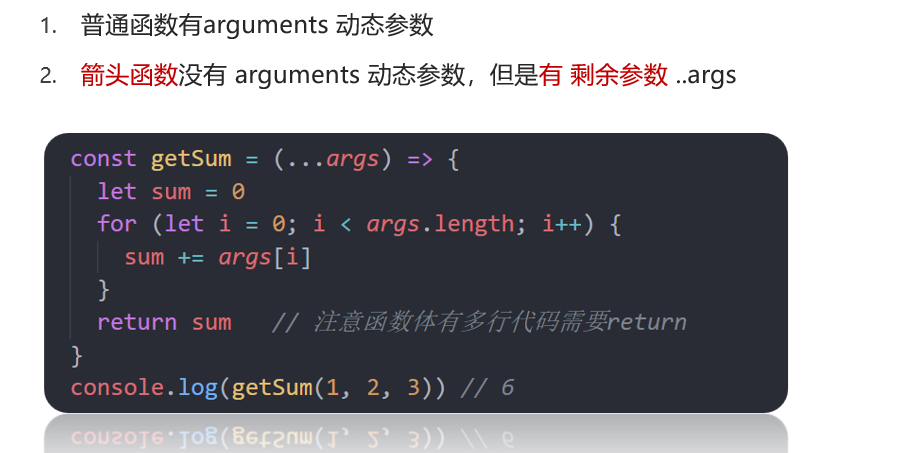 1. 普通函数有arguments 动态参数
2. 箭头函数没有 arguments 动态参数，但是有 剩余参数 ..args
const getSum = (...args) => {
  let sum = 0
  for (let i = 0; i < args.length; i++) {
    sum += args[i]
  }
  return sum   // 注意函数体有多行代码需要return
}
console.log(getSum(1, 2, 3)) // 6